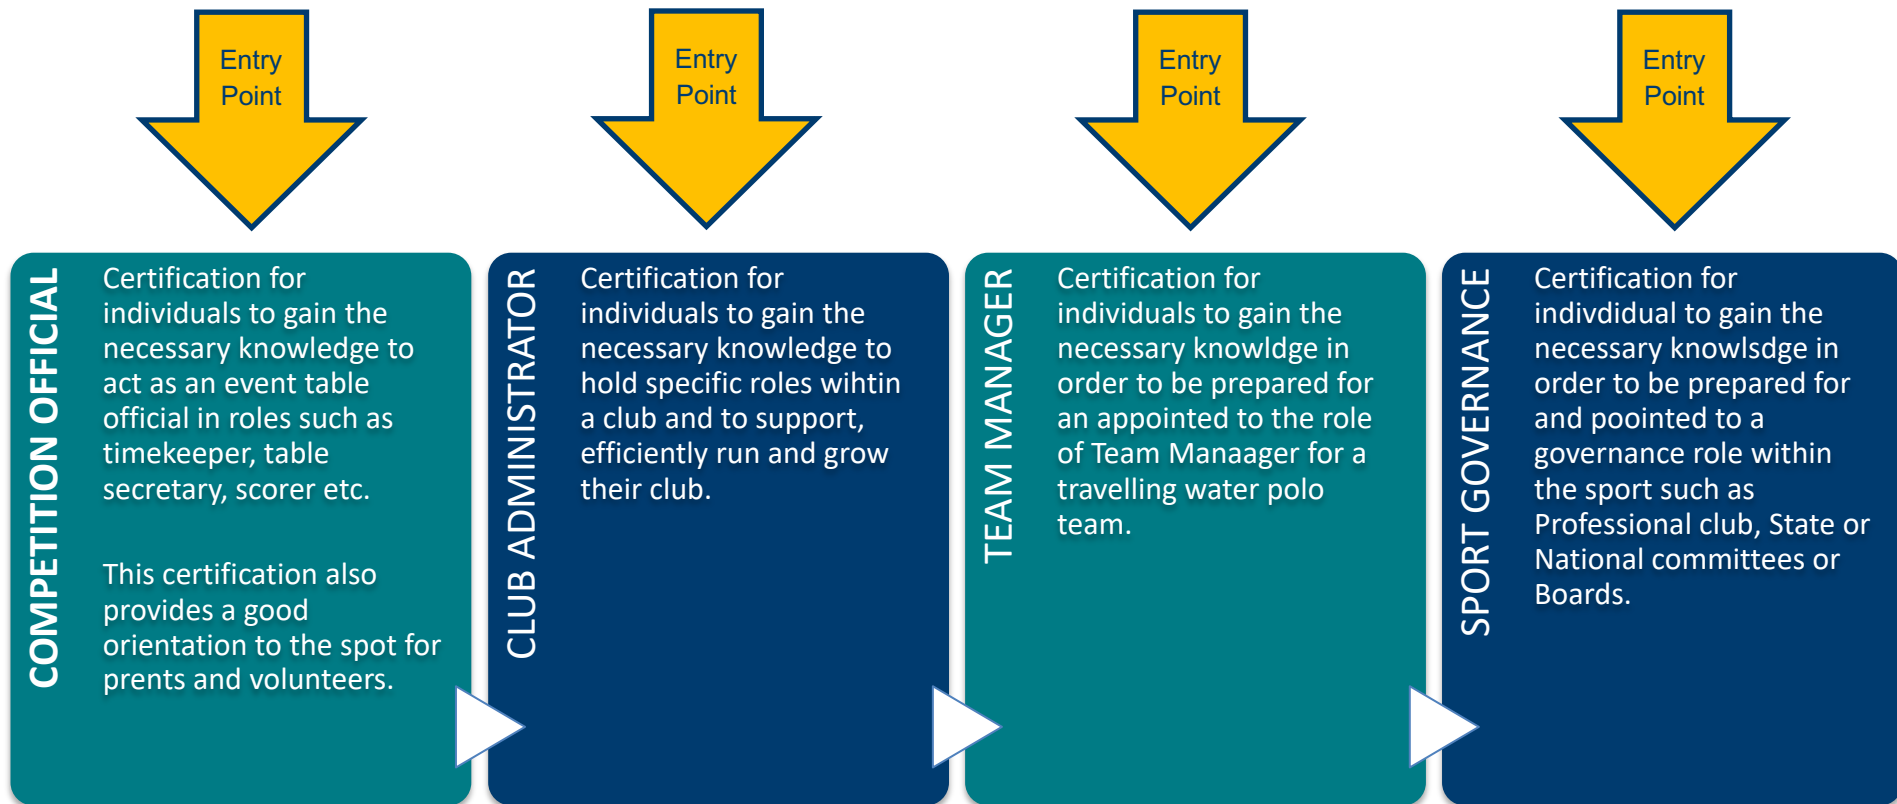 Entry
Point
Entry
Point
Entry
Point
Entry
Point
COMPETITION OFFICIAL
Certification for
individuals to gain the
necessary knowledge to
act as an event table
official in roles such as
timekeeper, table
secretary, scorer etc.
This certification also
provides a good
orientation to the spot for
prents and volunteers.
CLUB ADMINISTRATOR
Certification for
individuals to gain the
necessary knowledge to
hold specific roles wihtin
a club and to support,
efficiently run and grow
their club.
TEAM MANAGER
Certification for
individuals to gain the
necessary knowldge in
order to be prepared for
an appointed to the role
of Team Manaager for a
travelling water polo
team.
SPORT GOVERNANCE
Certification for
indivdidual to gain the
necessary knowlsdge in
order to be prepared for
and poointed to a
governance role within
the sport such as
Professional club, State or
National committees or
Boards.